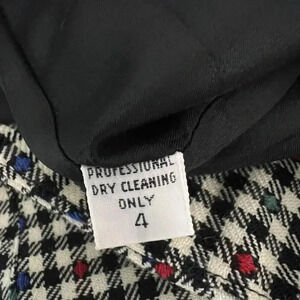 PROFESSIONAL
DRY CLEANING
ONLY
4